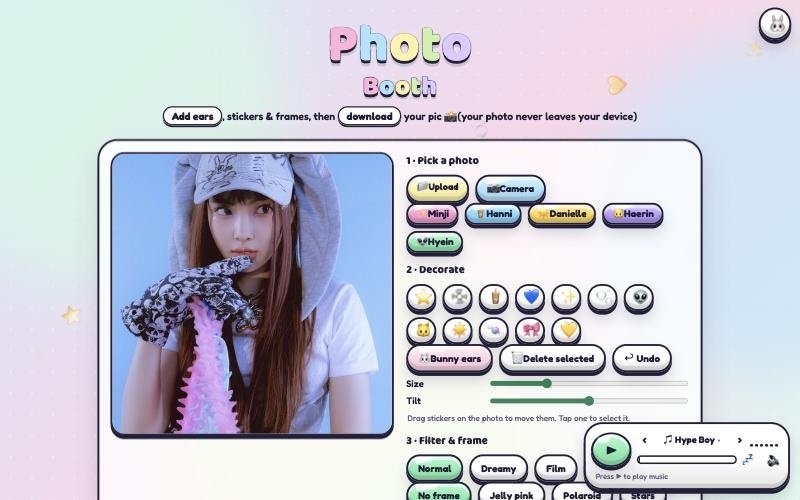 Photo
Booth
Add ears, stickers & frames, then download your pic (your photo never leaves your device)
1 · Pick a photo
Upload Camera
Minji Hanni Danielle Haerin
Hyein
2 · Decorate
Bunny ears Delete selected Undo
Size
Tilt
Drag stickers on the photo to move them. Tap one to select it.
3 · Filter & frame
Normal Dreamy Film
No frame Jelly pink Polaroid Stars
‹ Hype Boy · ›
Press ▶ to play music